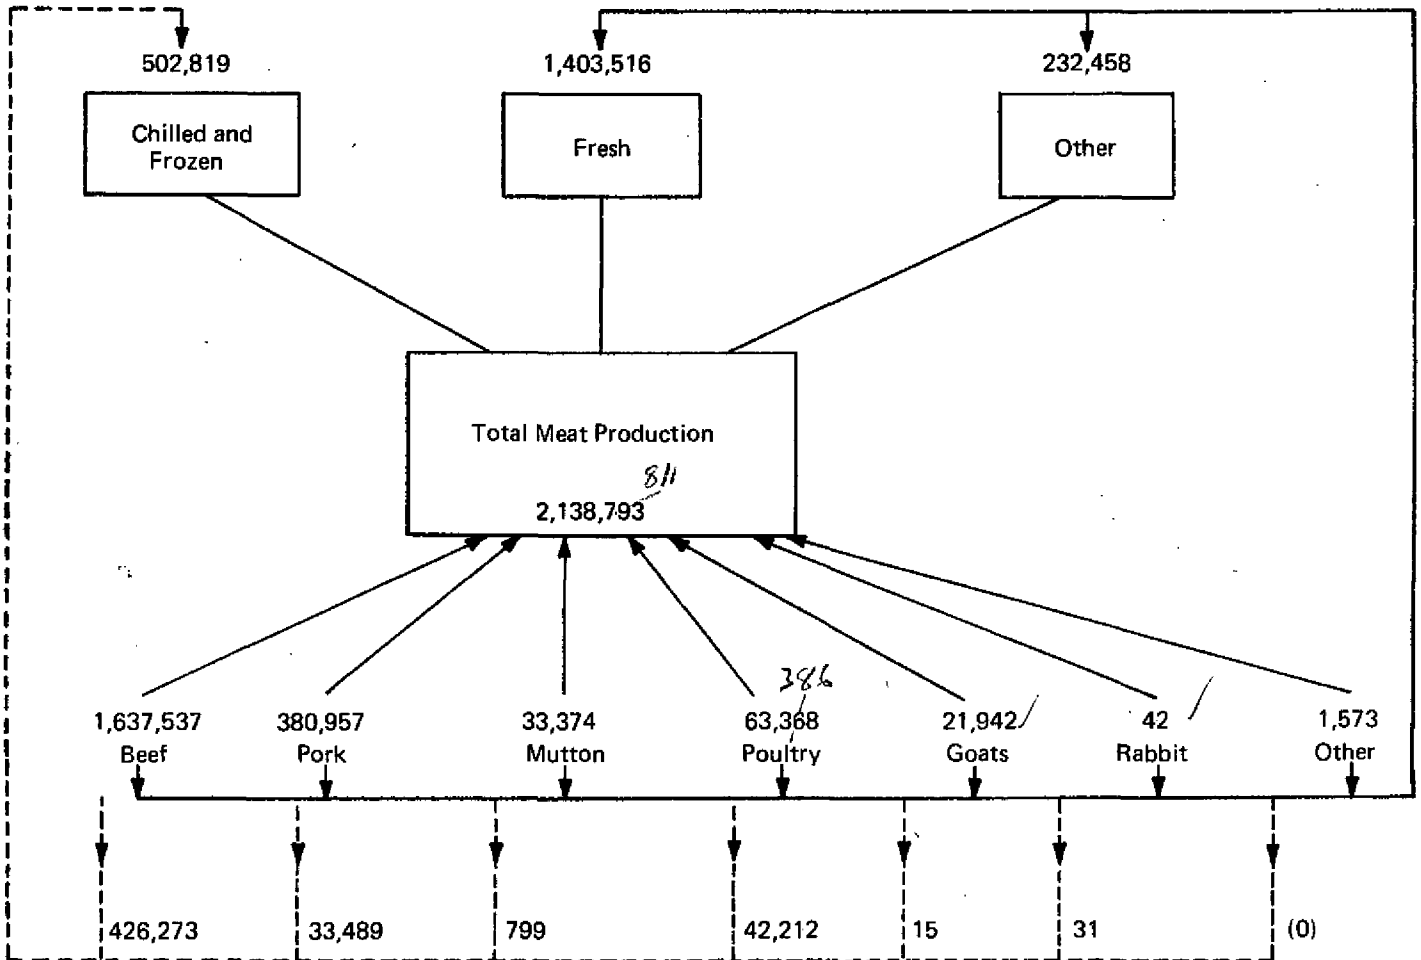 502,819 1,403,516 232,458
Chilled and
Frozen
Fresh
Other
Total Meat Production
811
2,138,793
386
1,637,537 380,957 33,374 63,368 21,942 42 1,573
Beef Pork Mutton Poultry Goats Rabbit Other
426,273 33,489 799 42,212 15 31 (0)